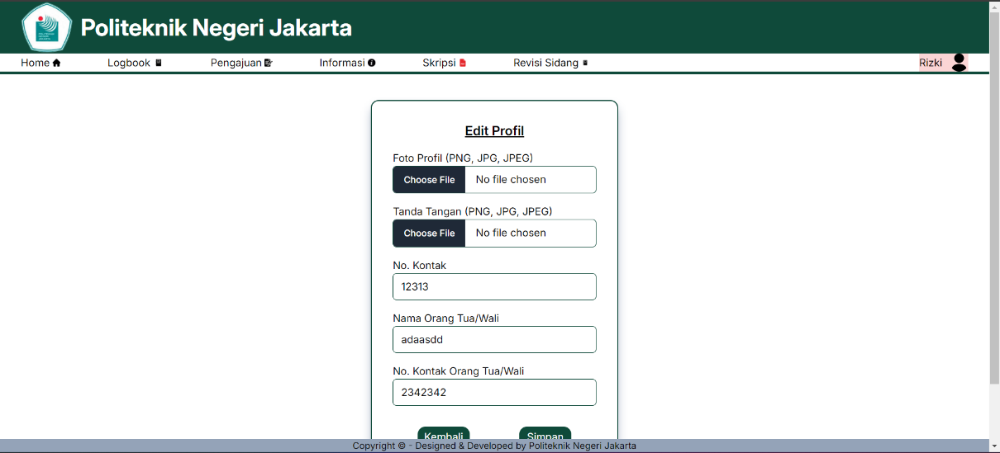 Politeknik Negeri Jakarta
Home Logbook Pengajuan Informasi Skripsi Revisi Sidang Rizki
Edit Profil
Foto Profil (PNG, JPG, JPEG)
Choose File No file chosen
Tanda Tangan (PNG, JPG, JPEG)
Choose File No file chosen
No. Kontak
12313
Nama Orang Tua/Wali
adaasdd
No. Kontak Orang Tua/Wali
2342342
Kembali Simpan
Copyright © - Designed & Developed by Politeknik Negeri Jakarta